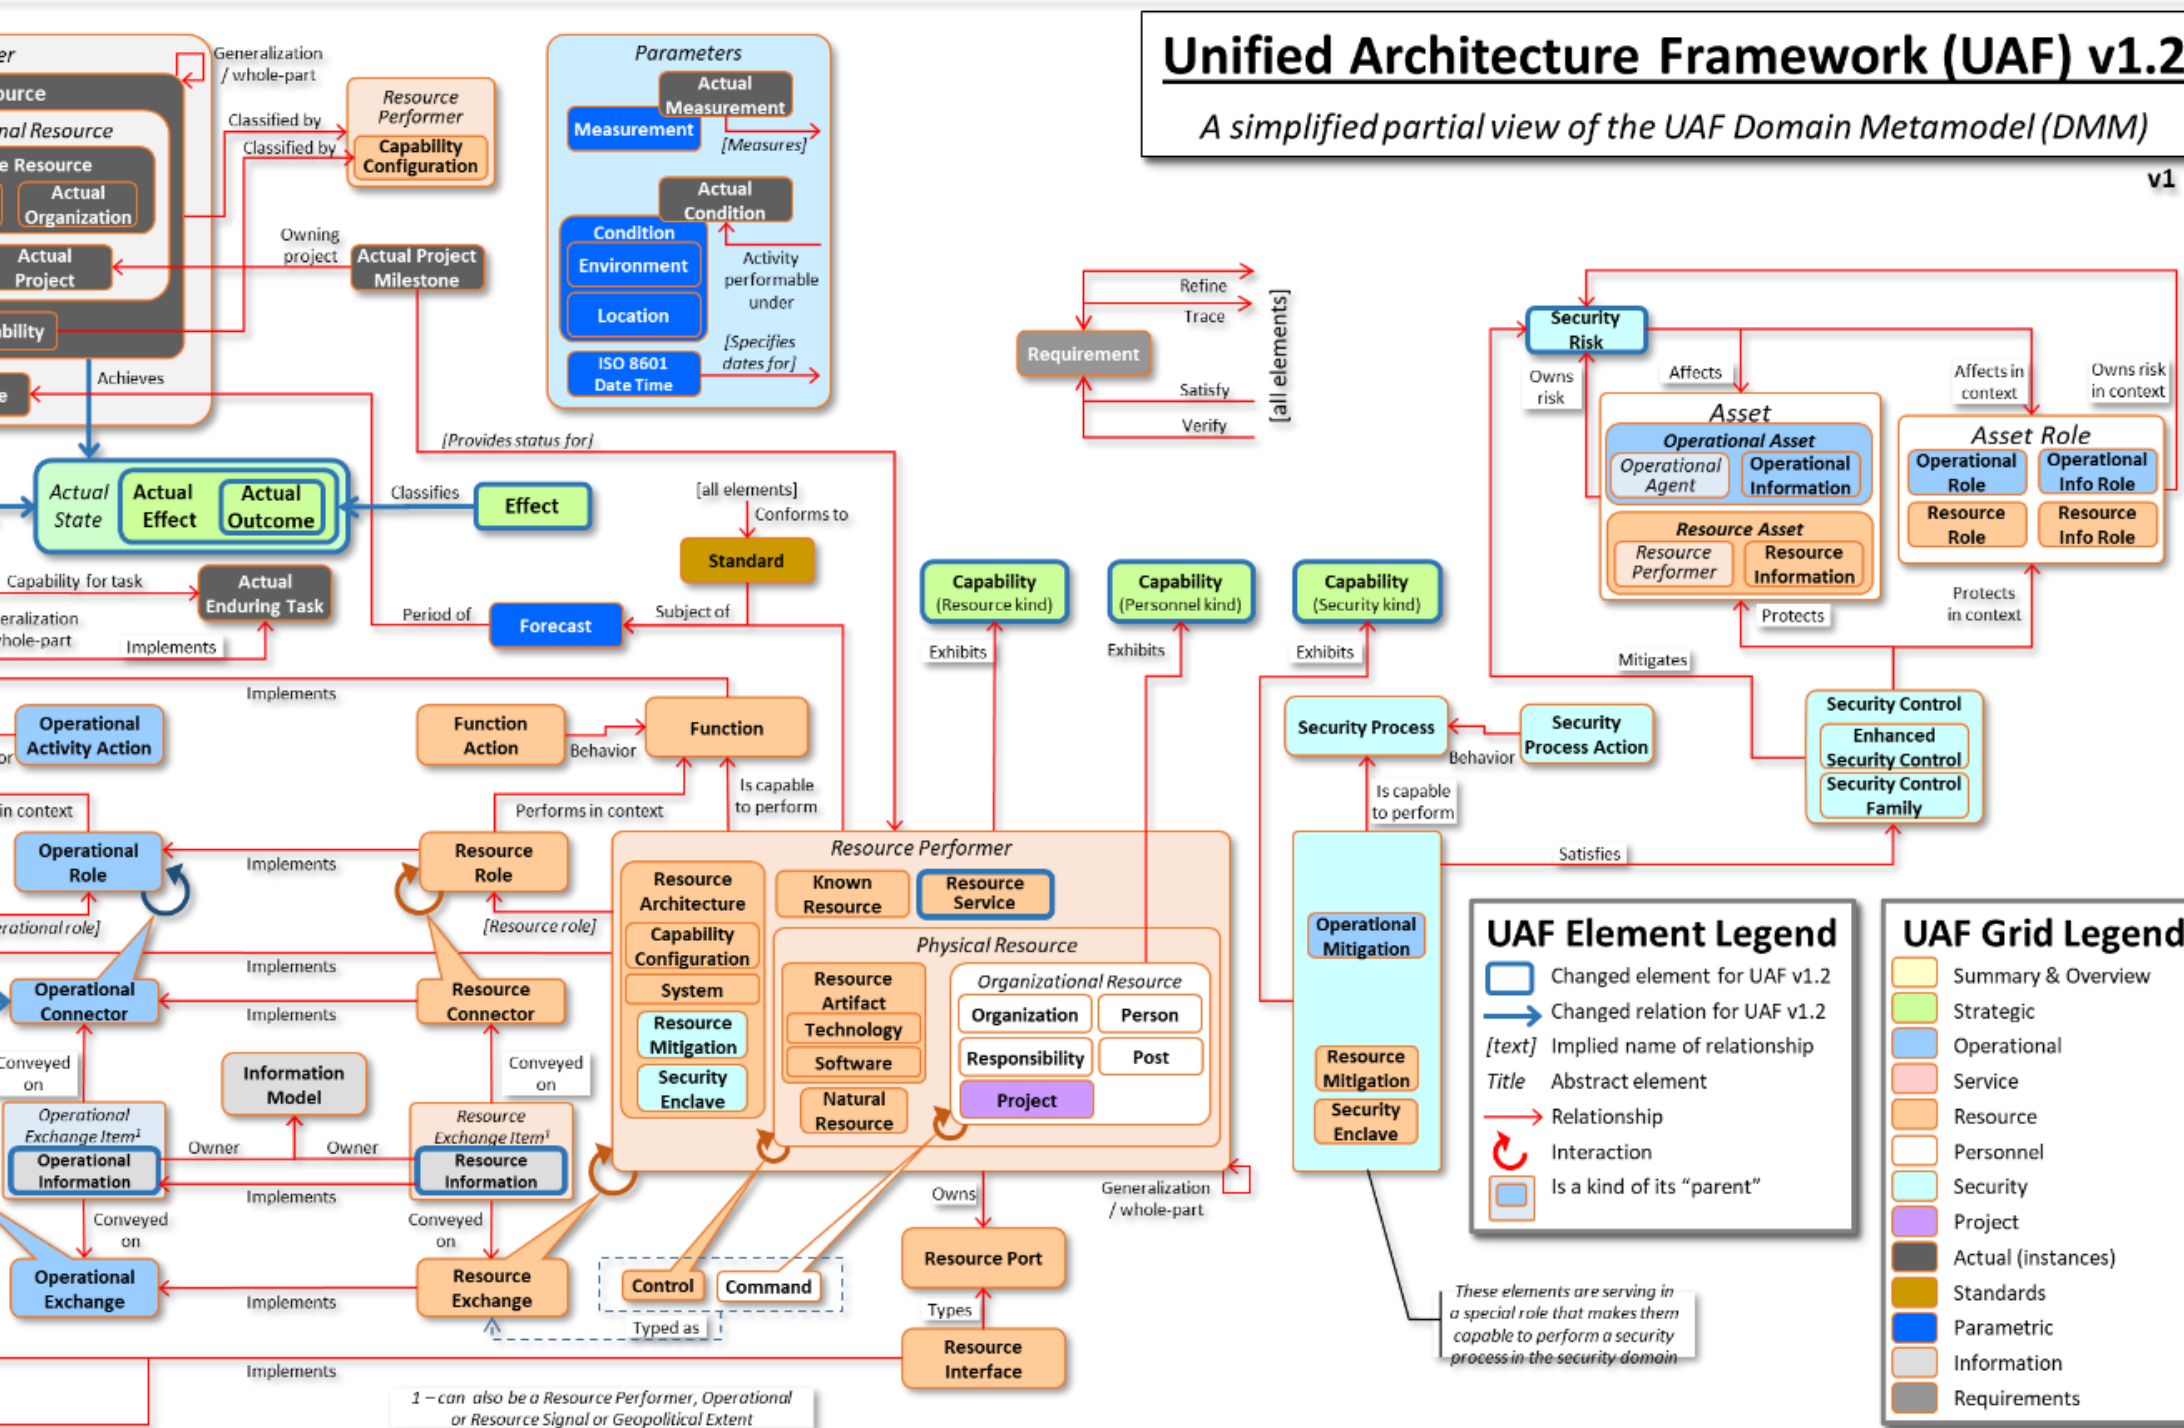 Unified Architecture Framework (UAF) v1.2
A simplified partial view of the UAF Domain Metamodel (DMM)
v1
er
ource
nal Resource
e Resource
Actual
Organization
Actual
Project
bility
e
Generalization
/ whole-part
Classified by
Classified by
Resource
Performer
Capability
Configuration
Owning
project
Actual Project
Milestone
Achieves
[Provides status for]
Parameters
Actual
Measurement
Measurement
[Measures]
Actual
Condition
Condition
Environment
Location
Activity
performable
under
ISO 8601
Date Time
[Specifies
dates for]
Refine
Trace
Requirement
Satisfy
Verify
[all elements]
Actual
State
Actual
Effect
Actual
Outcome
Classifies
Effect
[all elements]
Conforms to
Standard
Subject of
Forecast
Period of
Capability for task
Actual
Enduring Task
eralization
hole-part
Implements
Implements
Operational
Activity Action
or
Function
Action
Behavior
Function
Is capable
to perform
in context
Performs in context
Operational
Role
Implements
Resource
Role
erational role]
[Resource role]
Implements
Operational
Connector
Implements
Resource
Connector
Conveyed
on
Information
Model
Conveyed
on
Operational
Exchange Item¹
Operational
Information
Owner
Owner
Resource
Exchange Item¹
Resource
Information
Implements
Conveyed
on
Conveyed
on
Operational
Exchange
Implements
Resource
Exchange
Control
Command
Typed as
Implements
1 – can also be a Resource Performer, Operational
or Resource Signal or Geopolitical Extent
Capability
(Resource kind)
Capability
(Personnel kind)
Capability
(Security kind)
Exhibits
Exhibits
Exhibits
Resource Performer
Resource
Architecture
Capability
Configuration
System
Resource
Mitigation
Security
Enclave
Known
Resource
Resource
Service
Physical Resource
Resource
Artifact
Technology
Software
Natural
Resource
Organizational Resource
Organization
Person
Responsibility
Post
Project
Generalization
/ whole-part
Owns
Resource Port
Types
Resource
Interface
Security
Risk
Owns
risk
Affects
Affects in
context
Owns risk
in context
Asset
Operational Asset
Operational
Agent
Operational
Information
Resource Asset
Resource
Performer
Resource
Information
Asset Role
Operational
Role
Operational
Info Role
Resource
Role
Resource
Info Role
Protects
Protects
in context
Mitigates
Security Process
Behavior
Security
Process Action
Is capable
to perform
Security Control
Enhanced
Security Control
Security Control
Family
Satisfies
Operational
Mitigation
Resource
Mitigation
Security
Enclave
These elements are serving in
a special role that makes them
capable to perform a security
process in the security domain
UAF Element Legend
Changed element for UAF v1.2
Changed relation for UAF v1.2
[text] Implied name of relationship
Title Abstract element
Relationship
Interaction
Is a kind of its “parent”
UAF Grid Legend
Summary & Overview
Strategic
Operational
Service
Resource
Personnel
Security
Project
Actual (instances)
Standards
Parametric
Information
Requirements